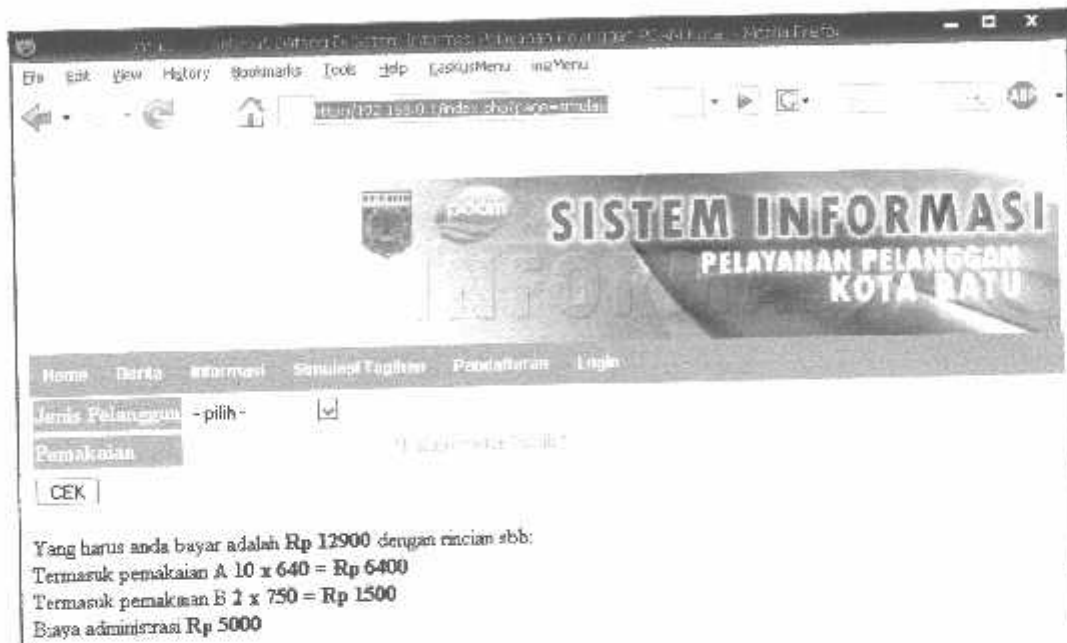 File Edit View History Bookmarks Tools Help KaskusMenu
SISTEM INFORMASI
PELAYANAN PELANGGAN
KOTA BATU
Home Berita Informasi Simulasi Tagihan Pendaftaran Login
Jenis Pelanggan -pilih-
Pemakaian
CEK
Yang harus anda bayar adalah Rp 12900 dengan rincian sbb:
Termasuk pemakaian A 10 x 640 = Rp 6400
Termasuk pemakaian B 2 x 750 = Rp 1500
Biaya administrasi Rp 5000